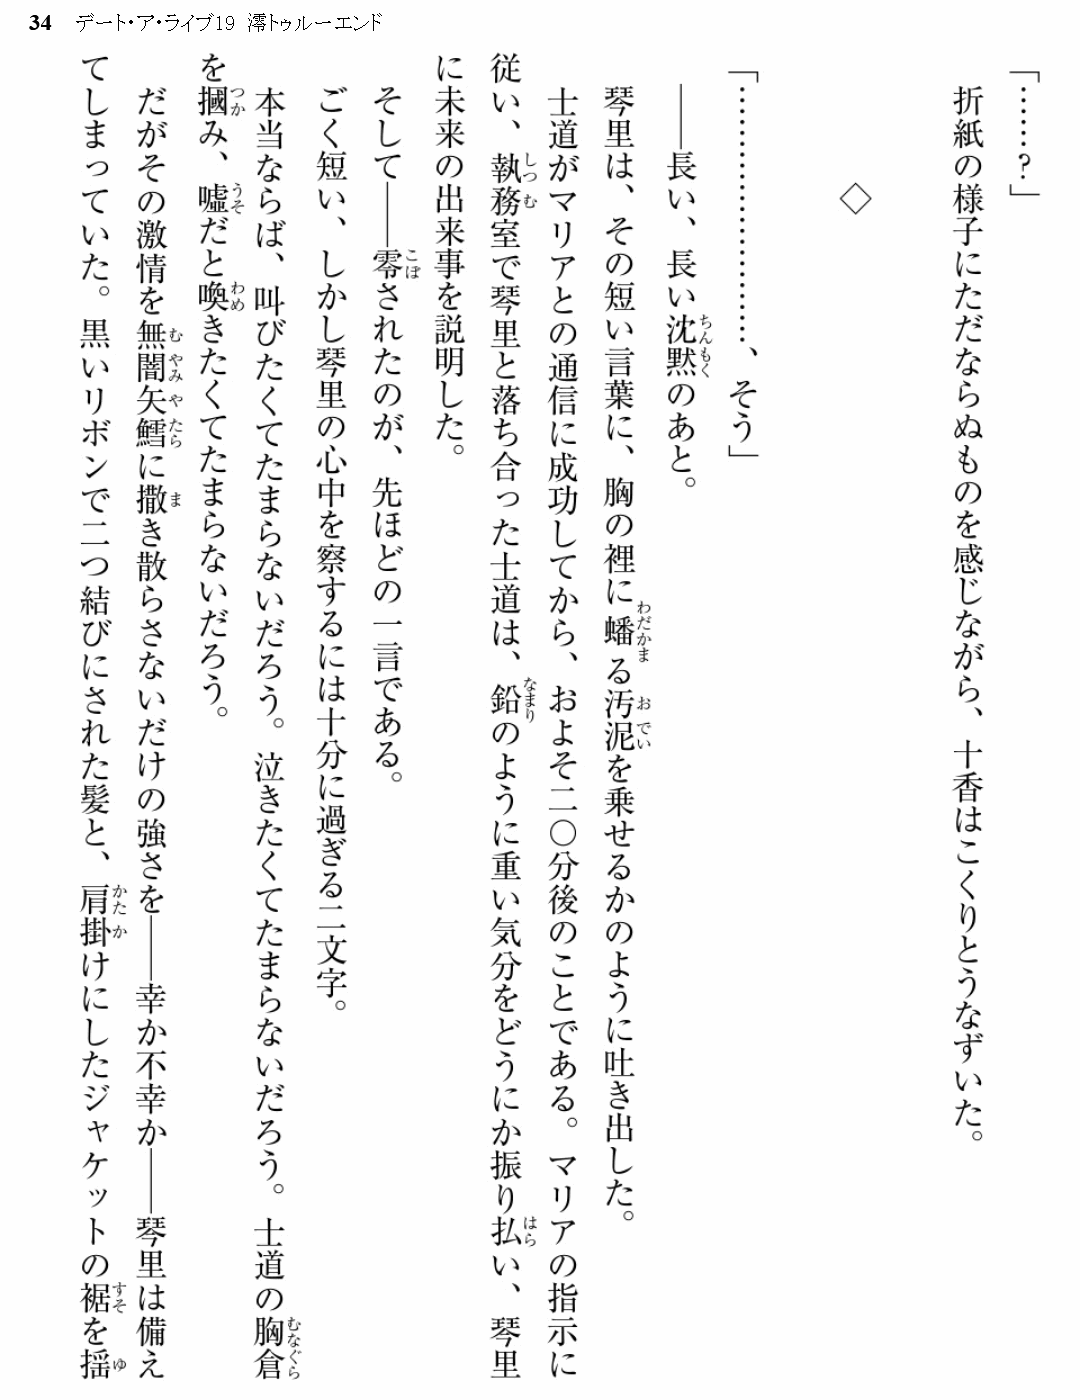 34 デート・ア・ライブ19 澪トゥルーエンド
「……？」
折紙の様子にただならぬものを感じながら、十香はこくりとうなずいた。
◇
「……………………、そう」
――長い、長い沈黙のあと。
琴里は、その短い言葉に、胸の裡に蟠る汚泥を乗せるかのように吐き出した。
士道がマリアとの通信に成功してから、およそ二〇分後のことである。マリアの指示に
従い、執務室で琴里と落ち合った士道は、鉛のように重い気分をどうにか振り払い、琴里
に未来の出来事を説明した。
そして――零されたのが、先ほどの一言である。
ごく短い、しかし琴里の心中を察するには十分に過ぎる二文字。
本当ならば、叫びたくてたまらないだろう。泣きたくてたまらないだろう。士道の胸倉
を摑み、嘘だと喚きたくてたまらないだろう。
だがその激情を無闇矢鱈に撒き散らさないだけの強さを――幸か不幸か――琴里は備え
てしまっていた。黒いリボンで二つ結びにされた髪と、肩掛けにしたジャケットの裾を揺